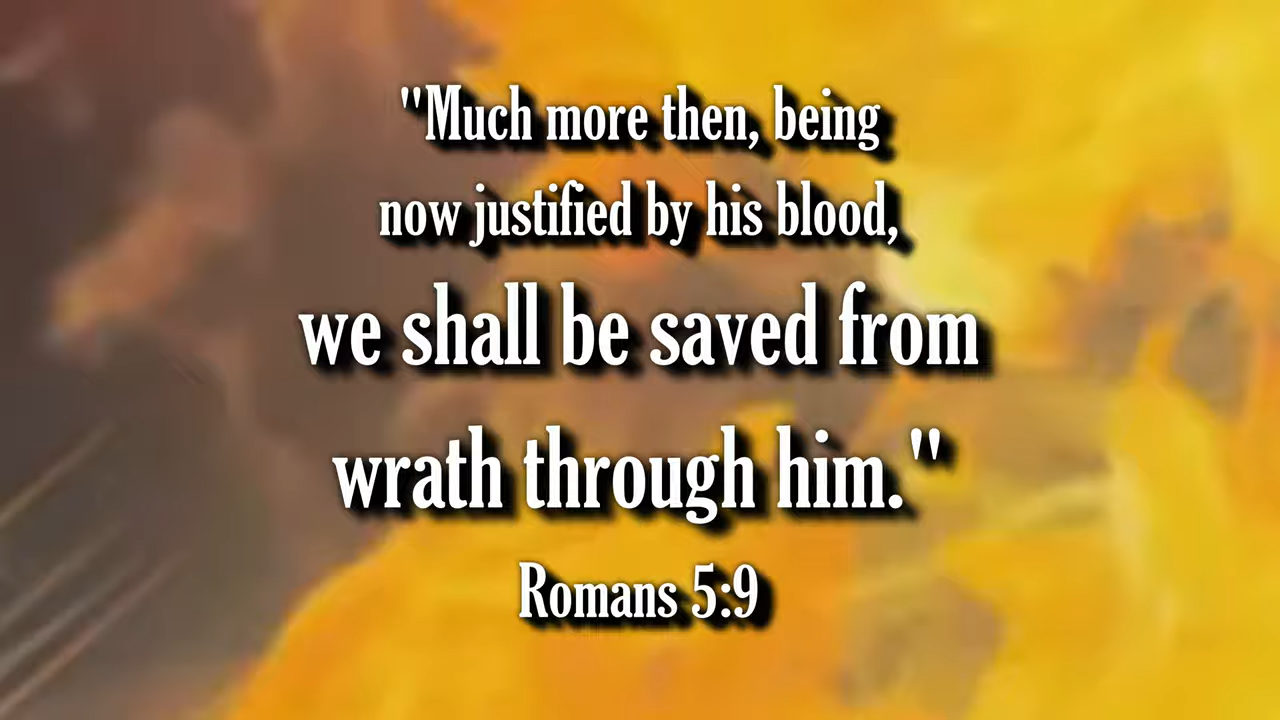 "Much more then, being
now justified by his blood,
we shall be saved from
wrath through him."
Romans 5:9